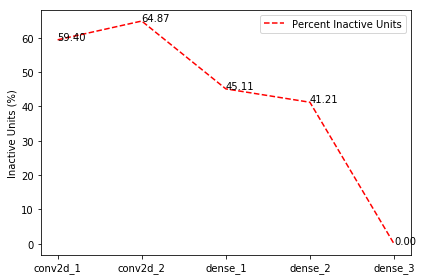 Percent Inactive Units
Inactive Units (%)
60
50
40
30
20
10
0
59.40
64.87
45.11
41.21
0.00
conv2d_1
conv2d_2
dense_1
dense_2
dense_3